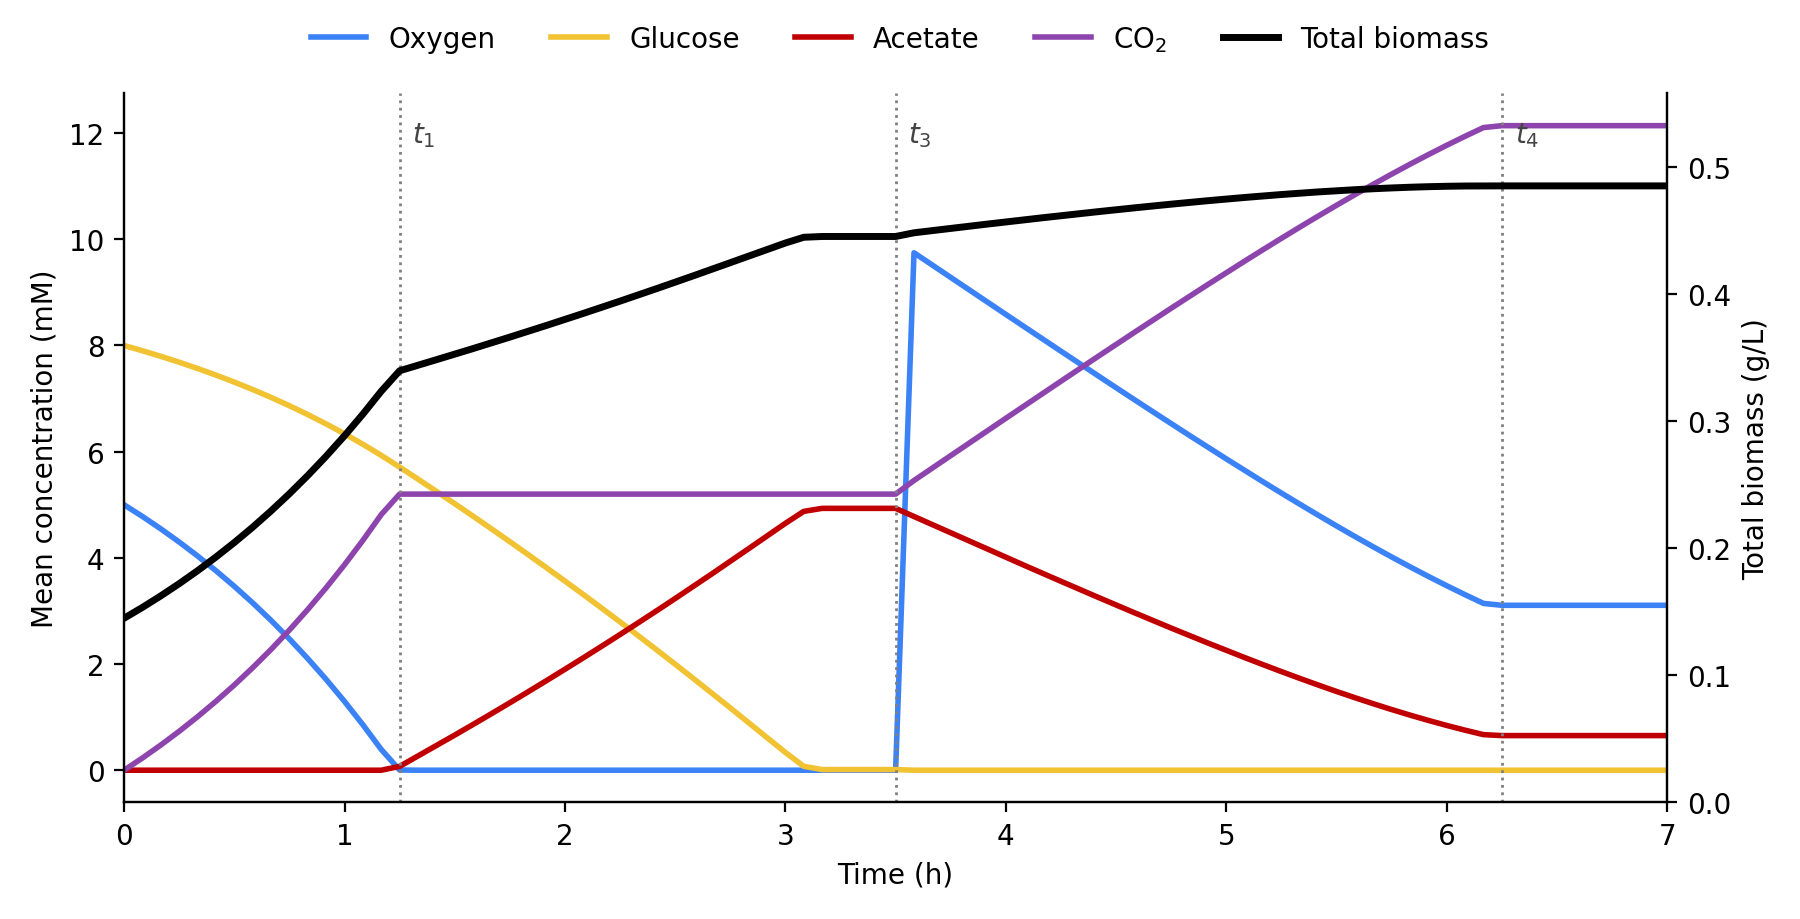 Oxygen Glucose Acetate CO₂ Total biomass
t₁ t₃ t₄
Mean concentration (mM)
12
10
8
6
4
2
0
0.5
0.4
0.3
0.2
0.1
0.0
Total biomass (g/L)
0 1 2 3 4 5 6 7
Time (h)